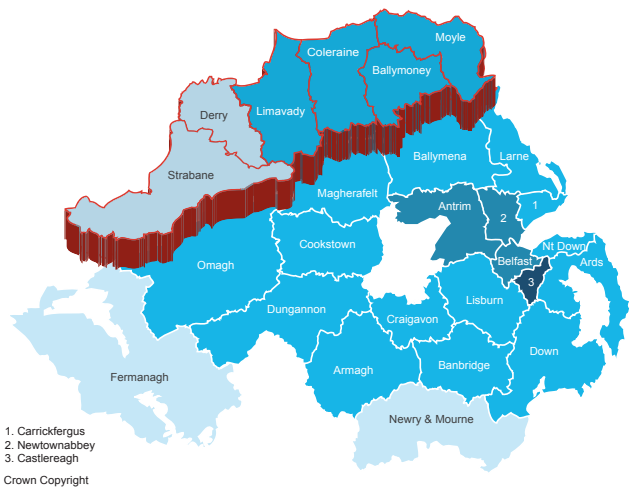 Moyle
Coleraine
Ballymoney
Limavady
Derry
Strabane
Ballymena
Larne
Magherafelt
Antrim
2
1
Cookstown
Nt Down
Omagh
Belfast
Ards
3
Lisburn
Dungannon
Craigavon
Down
Banbridge
Armagh
Fermanagh
Newry & Mourne
1. Carrickfergus
2. Newtownabbey
3. Castlereagh
Crown Copyright